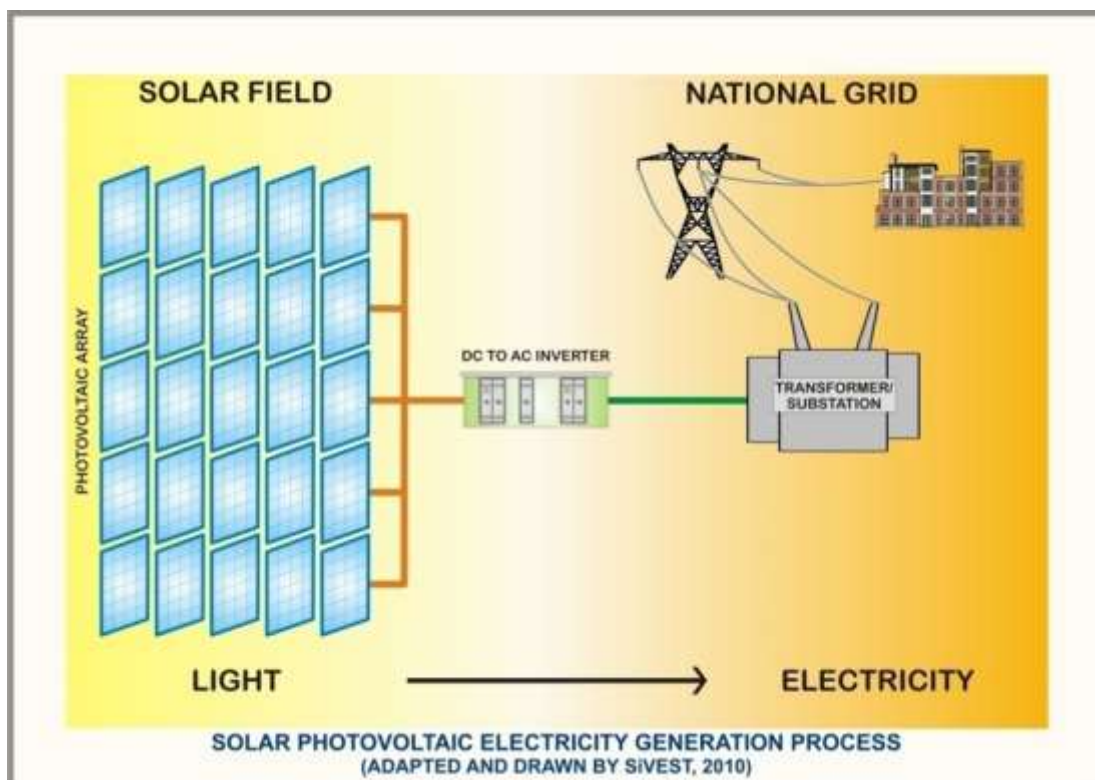 SOLAR FIELD
NATIONAL GRID
PHOTOVOLTAIC ARRAY
DC TO AC INVERTER
TRANSFORMER/
SUBSTATION
LIGHT
ELECTRICITY
SOLAR PHOTOVOLTAIC ELECTRICITY GENERATION PROCESS
(ADAPTED AND DRAWN BY SiVEST, 2010)